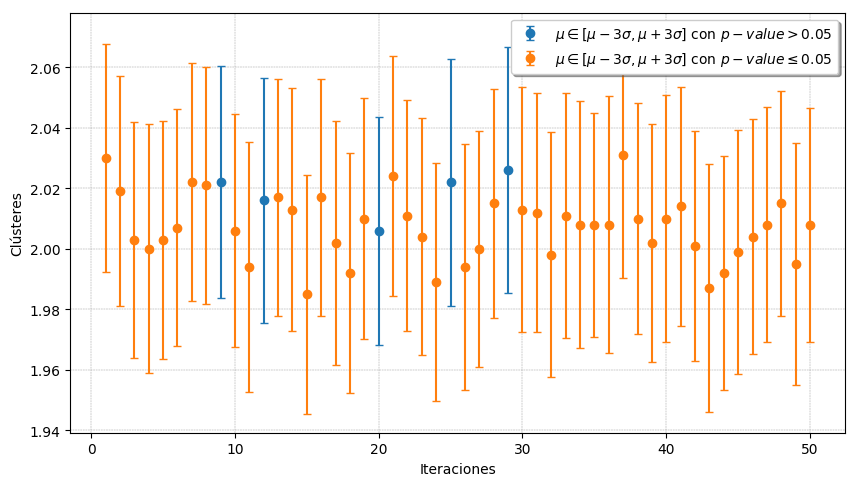 μ ∈ [μ − 3σ, μ + 3σ] con p − value > 0.05
μ ∈ [μ − 3σ, μ + 3σ] con p − value ≤ 0.05
2.06
2.04
2.02
2.00
1.98
1.96
1.94
Clústeres
0 10 20 30 40 50
Iteraciones